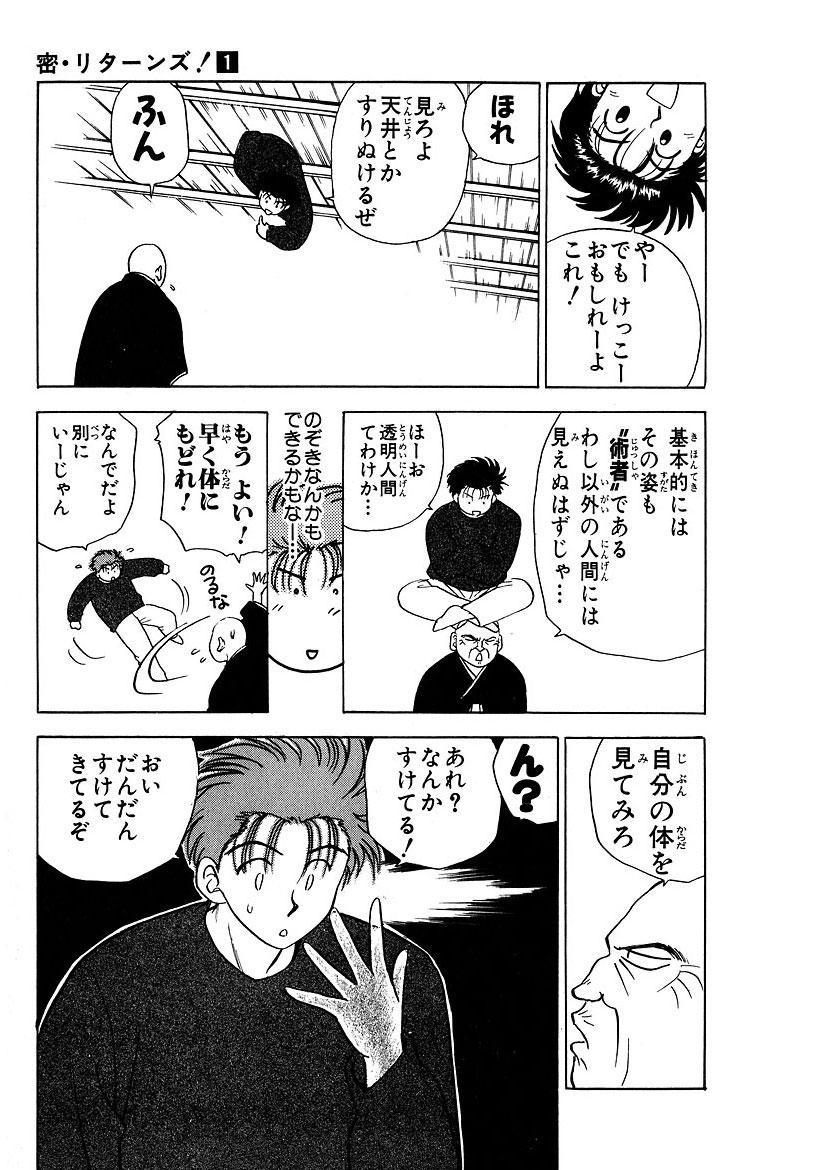 密・リターンズ！1
やー
でも けっこー
おもしれーよ
これ！
ほれ
見ろよ
天井とか
すりぬけるぜ
ふん
基本的には
その姿も
〝術者〟である
わし以外の人間には
見えぬはずじゃ…
ほーお
透明人間
てわけか…
のぞきなんかも
できるかもなー…
もう よい！
早く体に
もどれ！
のるな
なんでだよ
別に
いーじゃん
自分の体を
見てみろ
ん？
あれ？
なんか
すけてる！
おい
だんだん
すけて
きてるぞ